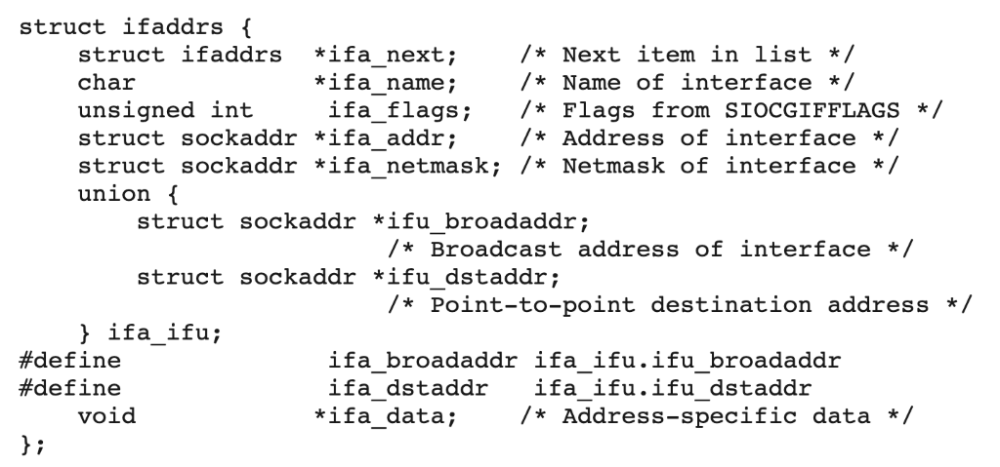 struct ifaddrs {
    struct ifaddrs  *ifa_next;    /* Next item in list */
    char            *ifa_name;    /* Name of interface */
    unsigned int     ifa_flags;   /* Flags from SIOCGIFFLAGS */
    struct sockaddr *ifa_addr;    /* Address of interface */
    struct sockaddr *ifa_netmask; /* Netmask of interface */
    union {
        struct sockaddr *ifu_broadaddr;
                         /* Broadcast address of interface */
        struct sockaddr *ifu_dstaddr;
                         /* Point-to-point destination address */
    } ifa_ifu;
#define              ifa_broadaddr ifa_ifu.ifu_broadaddr
#define              ifa_dstaddr   ifa_ifu.ifu_dstaddr
    void            *ifa_data;    /* Address-specific data */
};